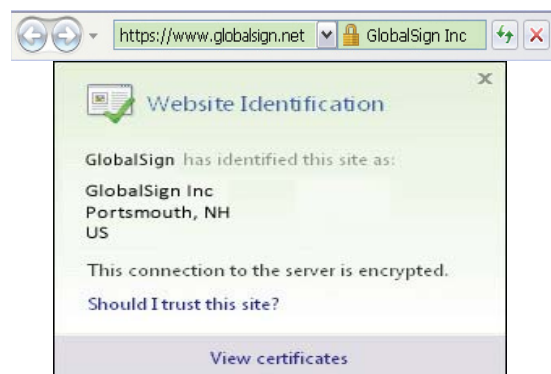 https://www.globalsign.net GlobalSign Inc
Website Identification
GlobalSign has identified this site as:
GlobalSign Inc
Portsmouth, NH
US
This connection to the server is encrypted.
Should I trust this site?
View certificates